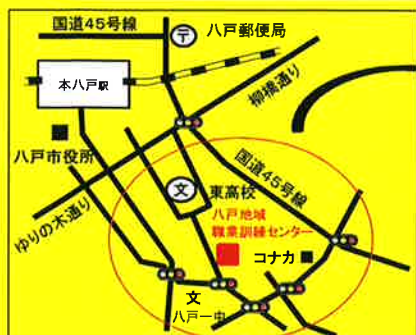 国道45号線
〒
八戸郵便局
本八戸駅
柳橋通り
八戸市役所
国道45号線
文
東高校
ゆりの木通り
八戸地域
職業訓練センター
コナカ
文
八戸一中